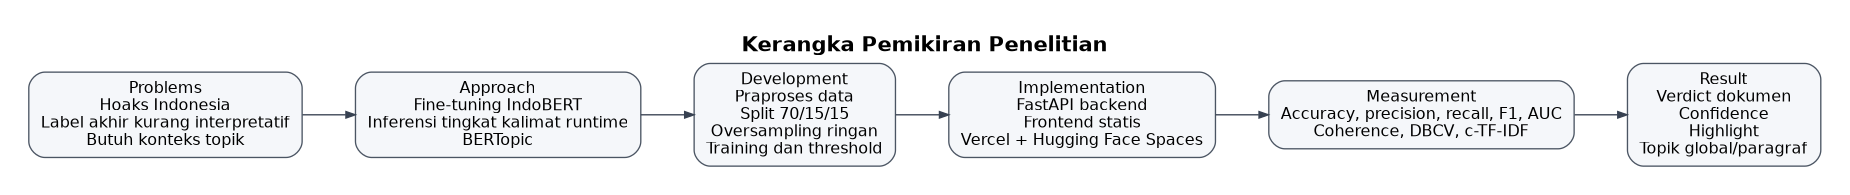 Kerangka Pemikiran Penelitian
Problems
Hoaks Indonesia
Label akhir kurang interpretatif
Butuh konteks topik
Approach
Fine-tuning IndoBERT
Inferensi tingkat kalimat runtime
BERTopic
Development
Praproses data
Split 70/15/15
Oversampling ringan
Training dan threshold
Implementation
FastAPI backend
Frontend statis
Vercel + Hugging Face Spaces
Measurement
Accuracy, precision, recall, F1, AUC
Coherence, DBCV, c-TF-IDF
Result
Verdict dokumen
Confidence
Highlight
Topik global/paragraf